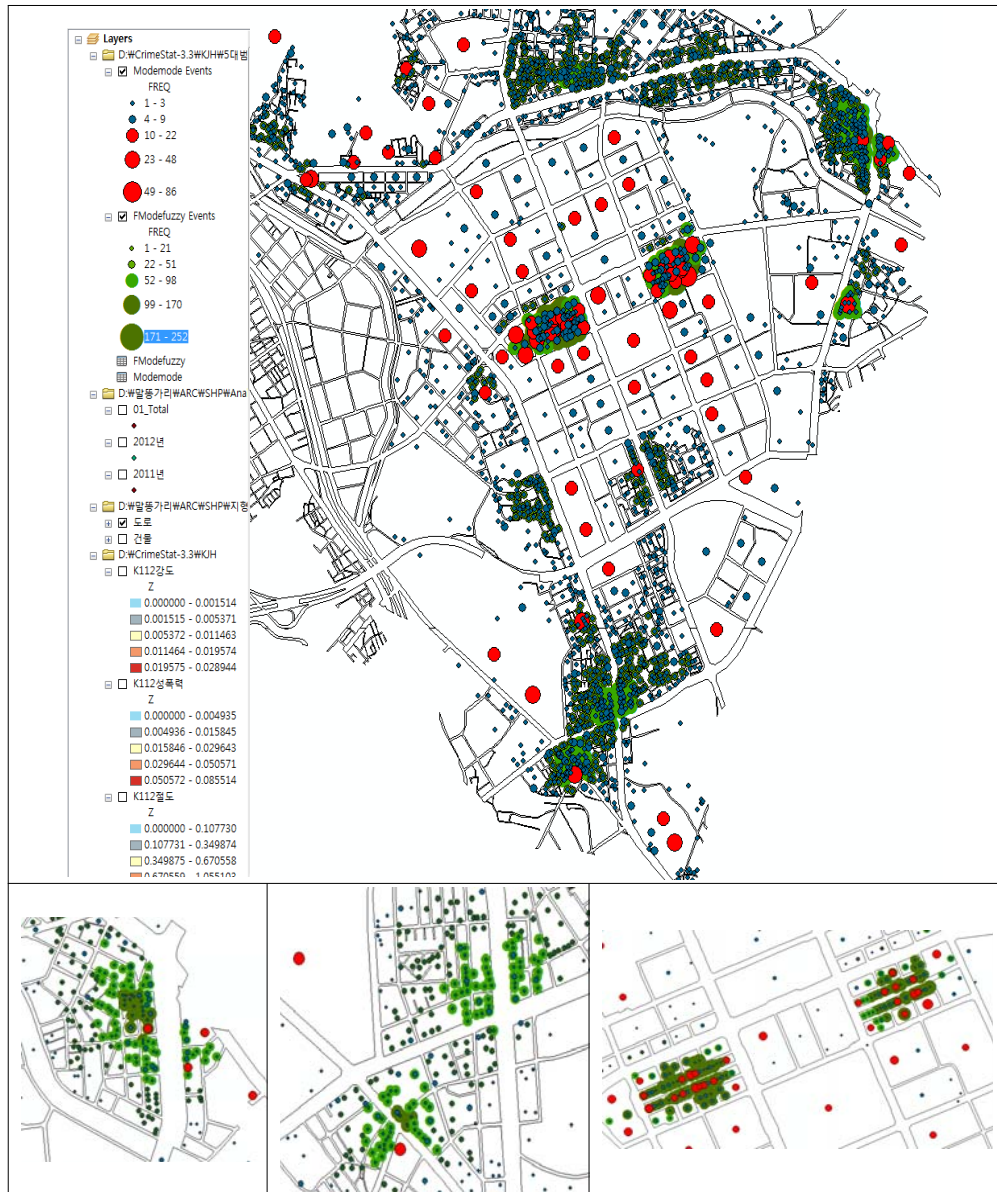 Layers
D:₩CrimeStat-3.3₩KJH₩5대범
Modemode Events
FREQ
1 - 3
4 - 9
10 - 22
23 - 48
49 - 86
FModefuzzy Events
FREQ
1 - 21
22 - 51
52 - 98
99 - 170
171 - 252
FModefuzzy
Modemode
D:₩말똥가리₩ARC₩SHP₩Ana
01_Total
2012년
2011년
D:₩말똥가리₩ARC₩SHP₩지형
도로
건물
D:₩CrimeStat-3.3₩KJH
K112강도
Z
0.000000 - 0.001514
0.001515 - 0.005371
0.005372 - 0.011463
0.011464 - 0.019574
0.019575 - 0.028944
K112성폭력
Z
0.000000 - 0.004935
0.004936 - 0.015845
0.015846 - 0.029643
0.029644 - 0.050571
0.050572 - 0.085514
K112절도
Z
0.000000 - 0.107730
0.107731 - 0.349874
0.349875 - 0.670558
0.670559 - 1.055103